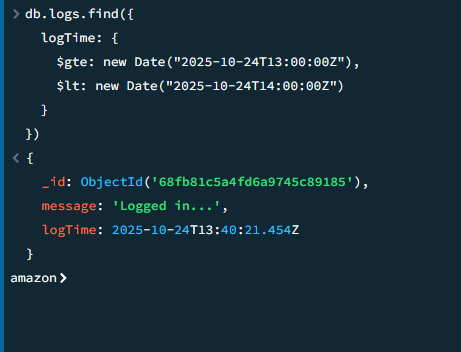 > db.logs.find({
logTime: {
$gte: new Date("2025-10-24T13:00:00Z"),
$lt: new Date("2025-10-24T14:00:00Z")
}
})
< {
_id: ObjectId('68fb81c5a4fd6a9745c89185'),
message: 'Logged in...',
logTime: 2025-10-24T13:40:21.454Z
}
amazon>